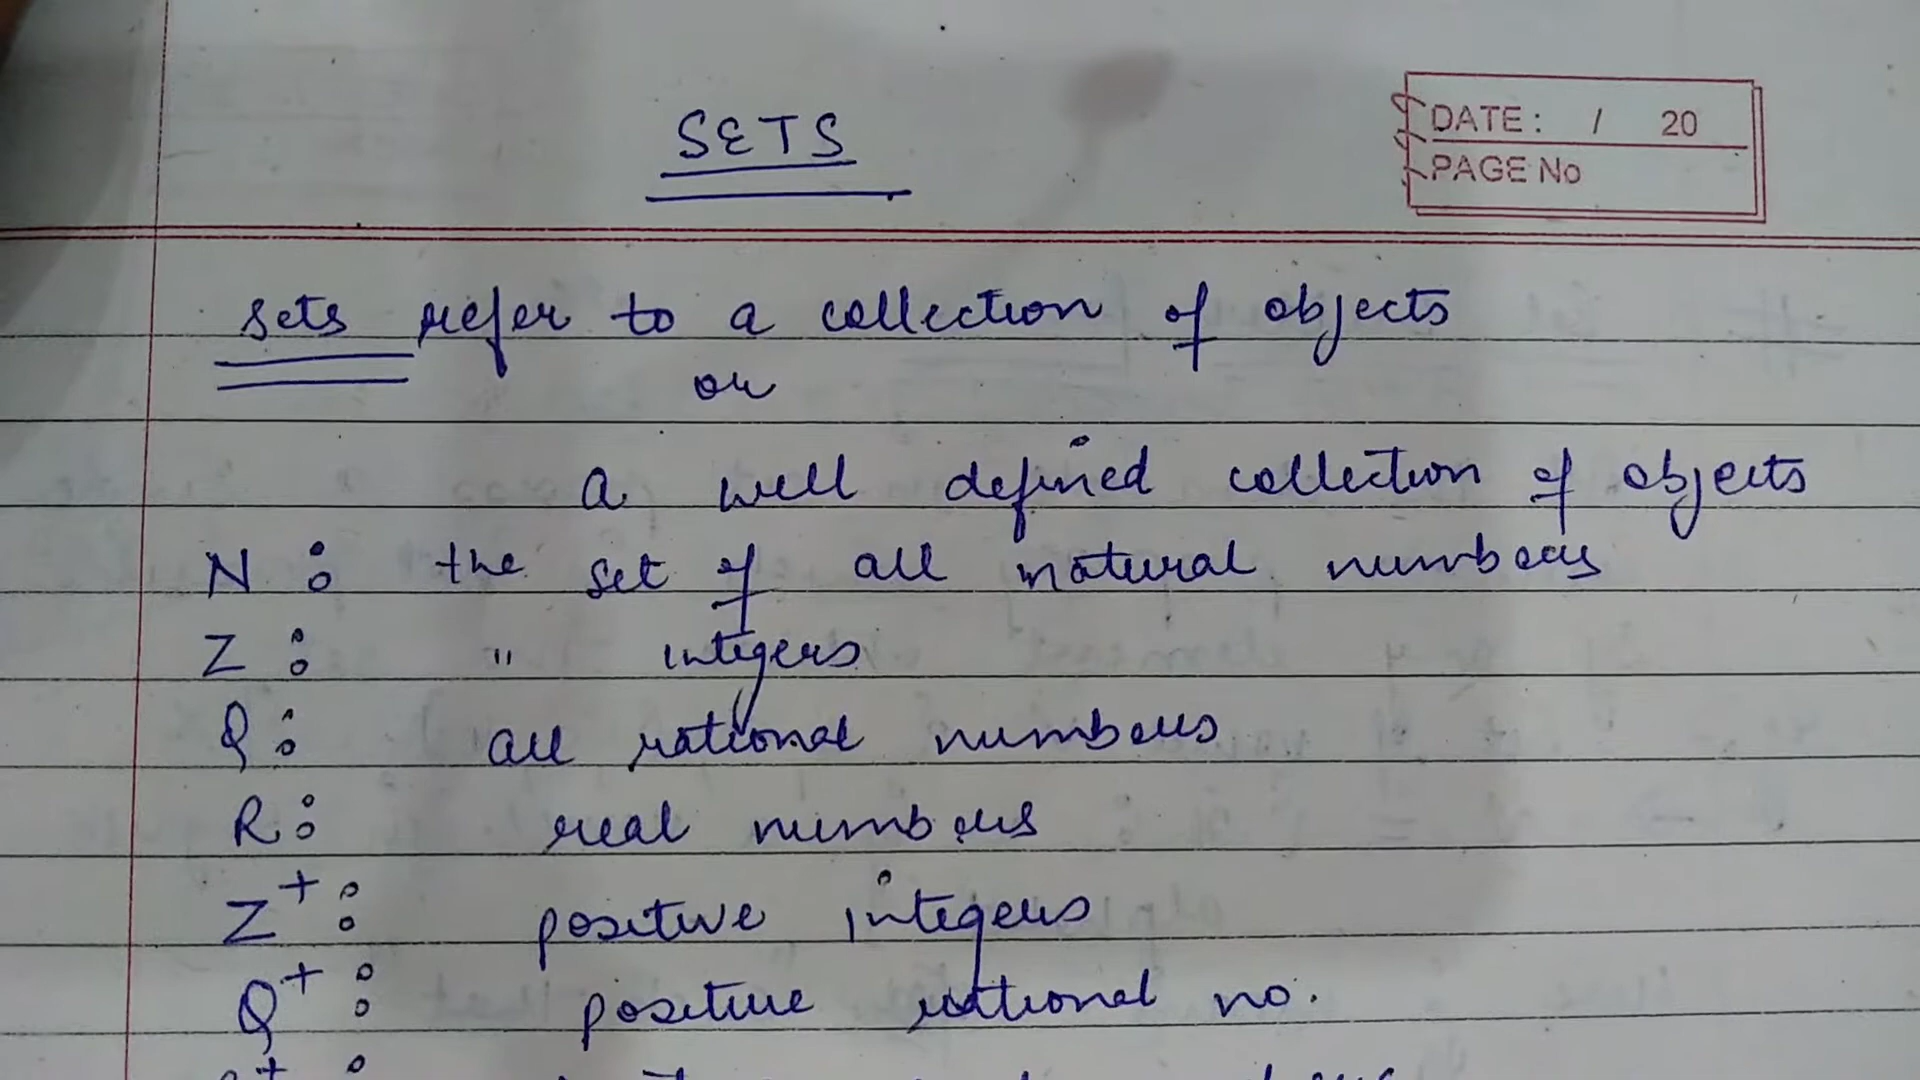 SETS
DATE: / 20
PAGE No
sets refer to a collection of objects
or
a well defined collection of objects
N: the set of all natural numbers
Z: " integers
Q: all rational numbers
R: real numbers
Z+: positive integers
Q+: positive rational no.